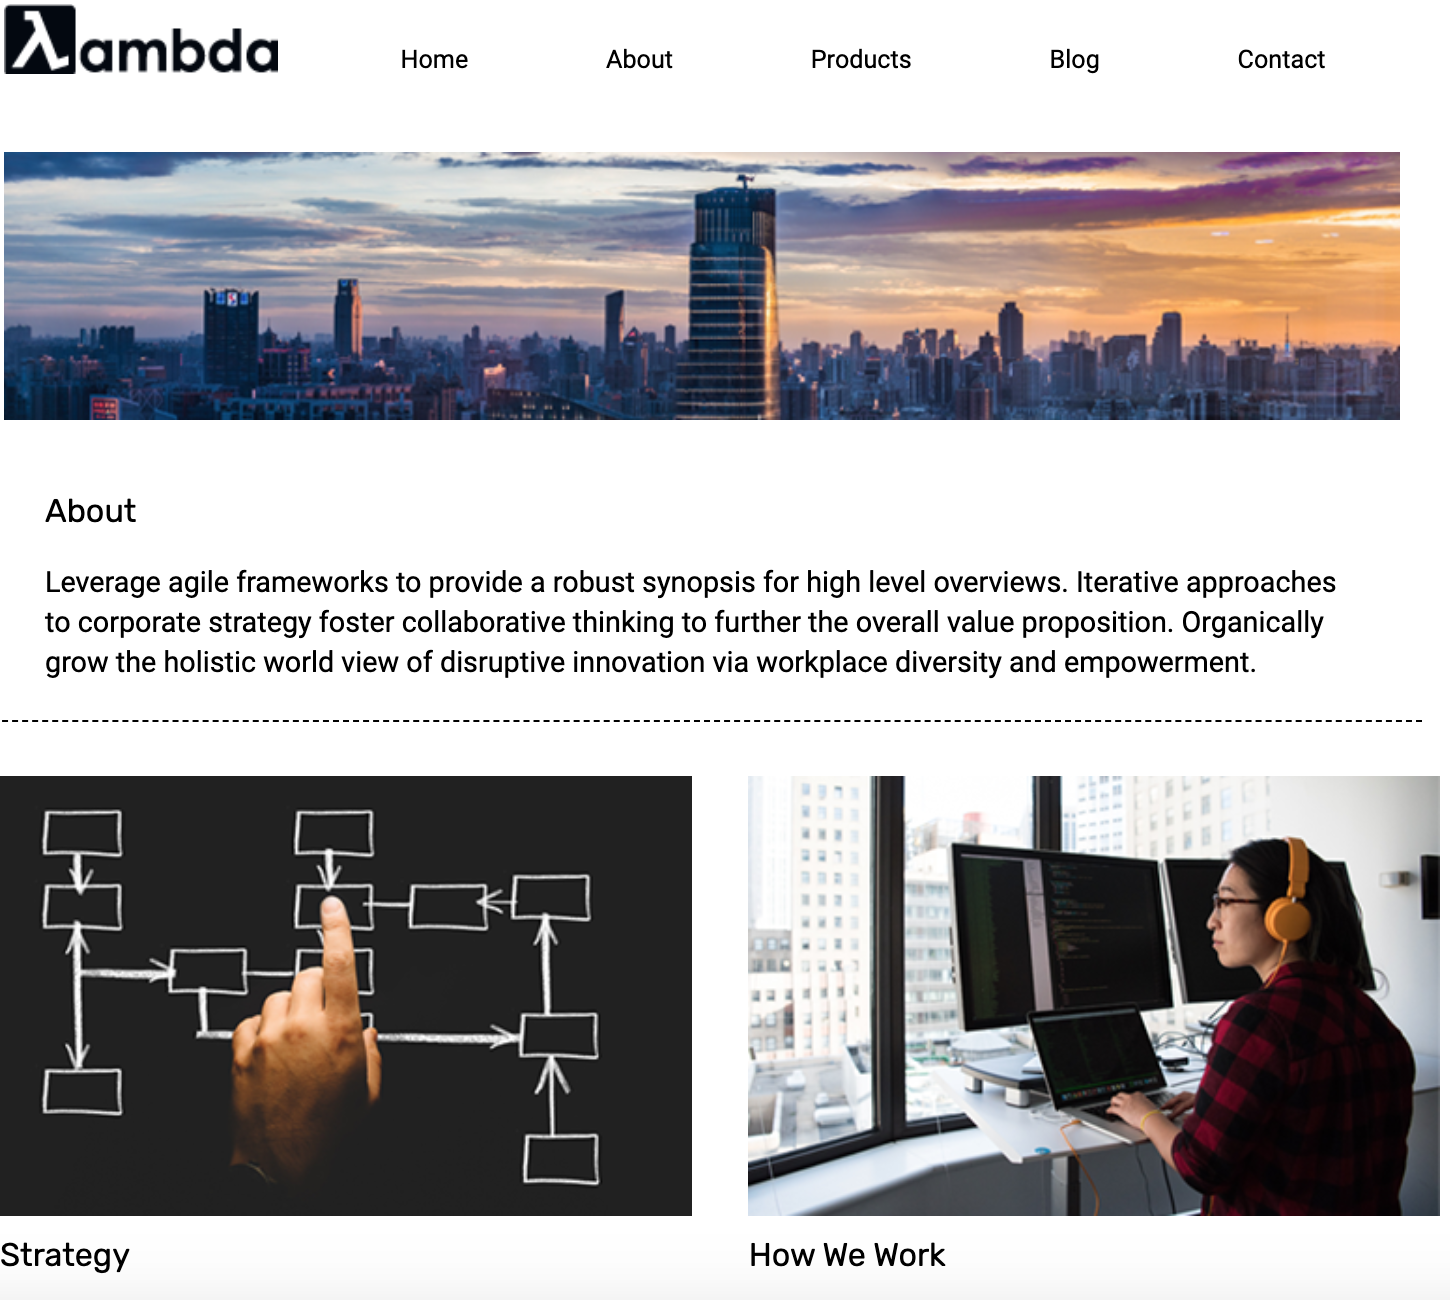 λambda
Home About Products Blog Contact
About
Leverage agile frameworks to provide a robust synopsis for high level overviews. Iterative approaches
to corporate strategy foster collaborative thinking to further the overall value proposition. Organically
grow the holistic world view of disruptive innovation via workplace diversity and empowerment.
Strategy
How We Work